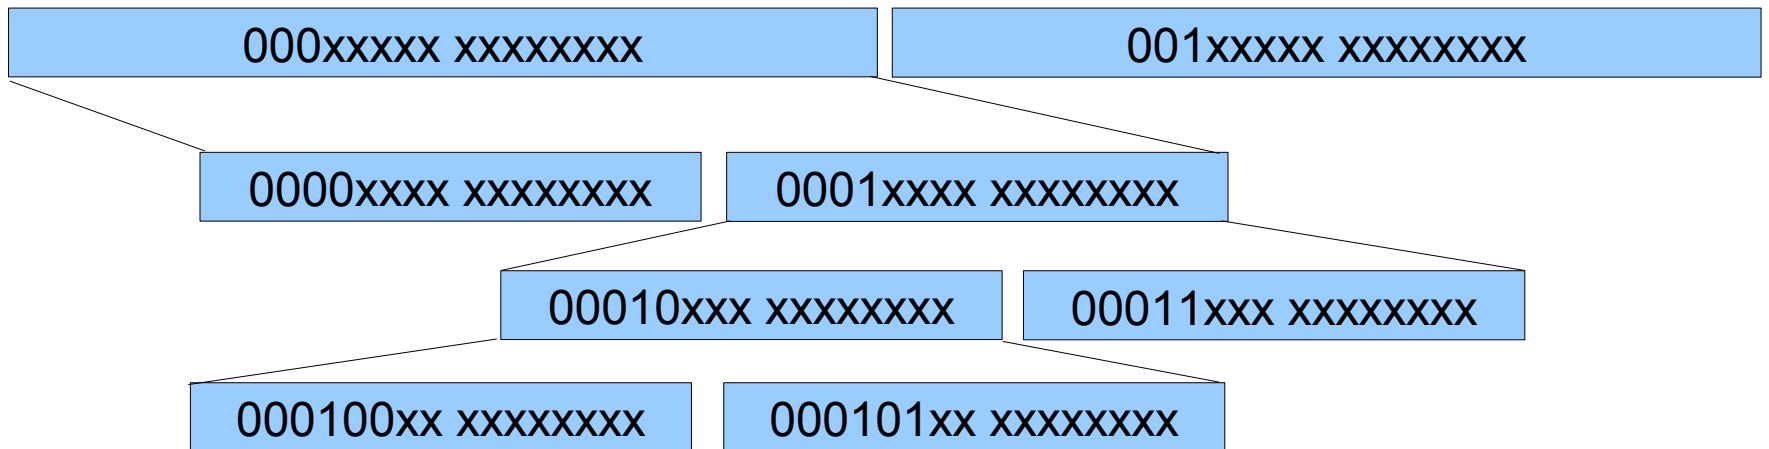 000xxxxx xxxxxxxx
001xxxxx xxxxxxxx
0000xxxx xxxxxxxx
0001xxxx xxxxxxxx
00010xxx xxxxxxxx
00011xxx xxxxxxxx
000100xx xxxxxxxx
000101xx xxxxxxxx